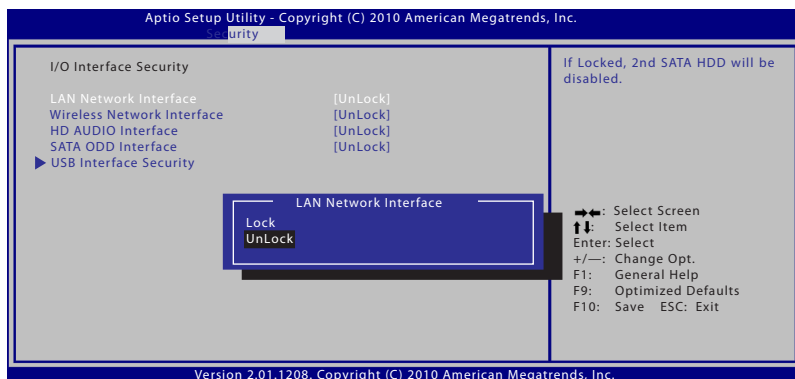 Aptio Setup Utility - Copyright (C) 2010 American Megatrends, Inc.
Security
I/O Interface Security
LAN Network Interface [UnLock]
Wireless Network Interface [UnLock]
HD AUDIO Interface [UnLock]
SATA ODD Interface [UnLock]
USB Interface Security
If Locked, 2nd SATA HDD will be
disabled.
LAN Network Interface
Lock
UnLock
→←: Select Screen
↑↓: Select Item
Enter: Select
+/—: Change Opt.
F1: General Help
F9: Optimized Defaults
F10: Save ESC: Exit
Version 2.01.1208. Copyright (C) 2010 American Megatrends, Inc.